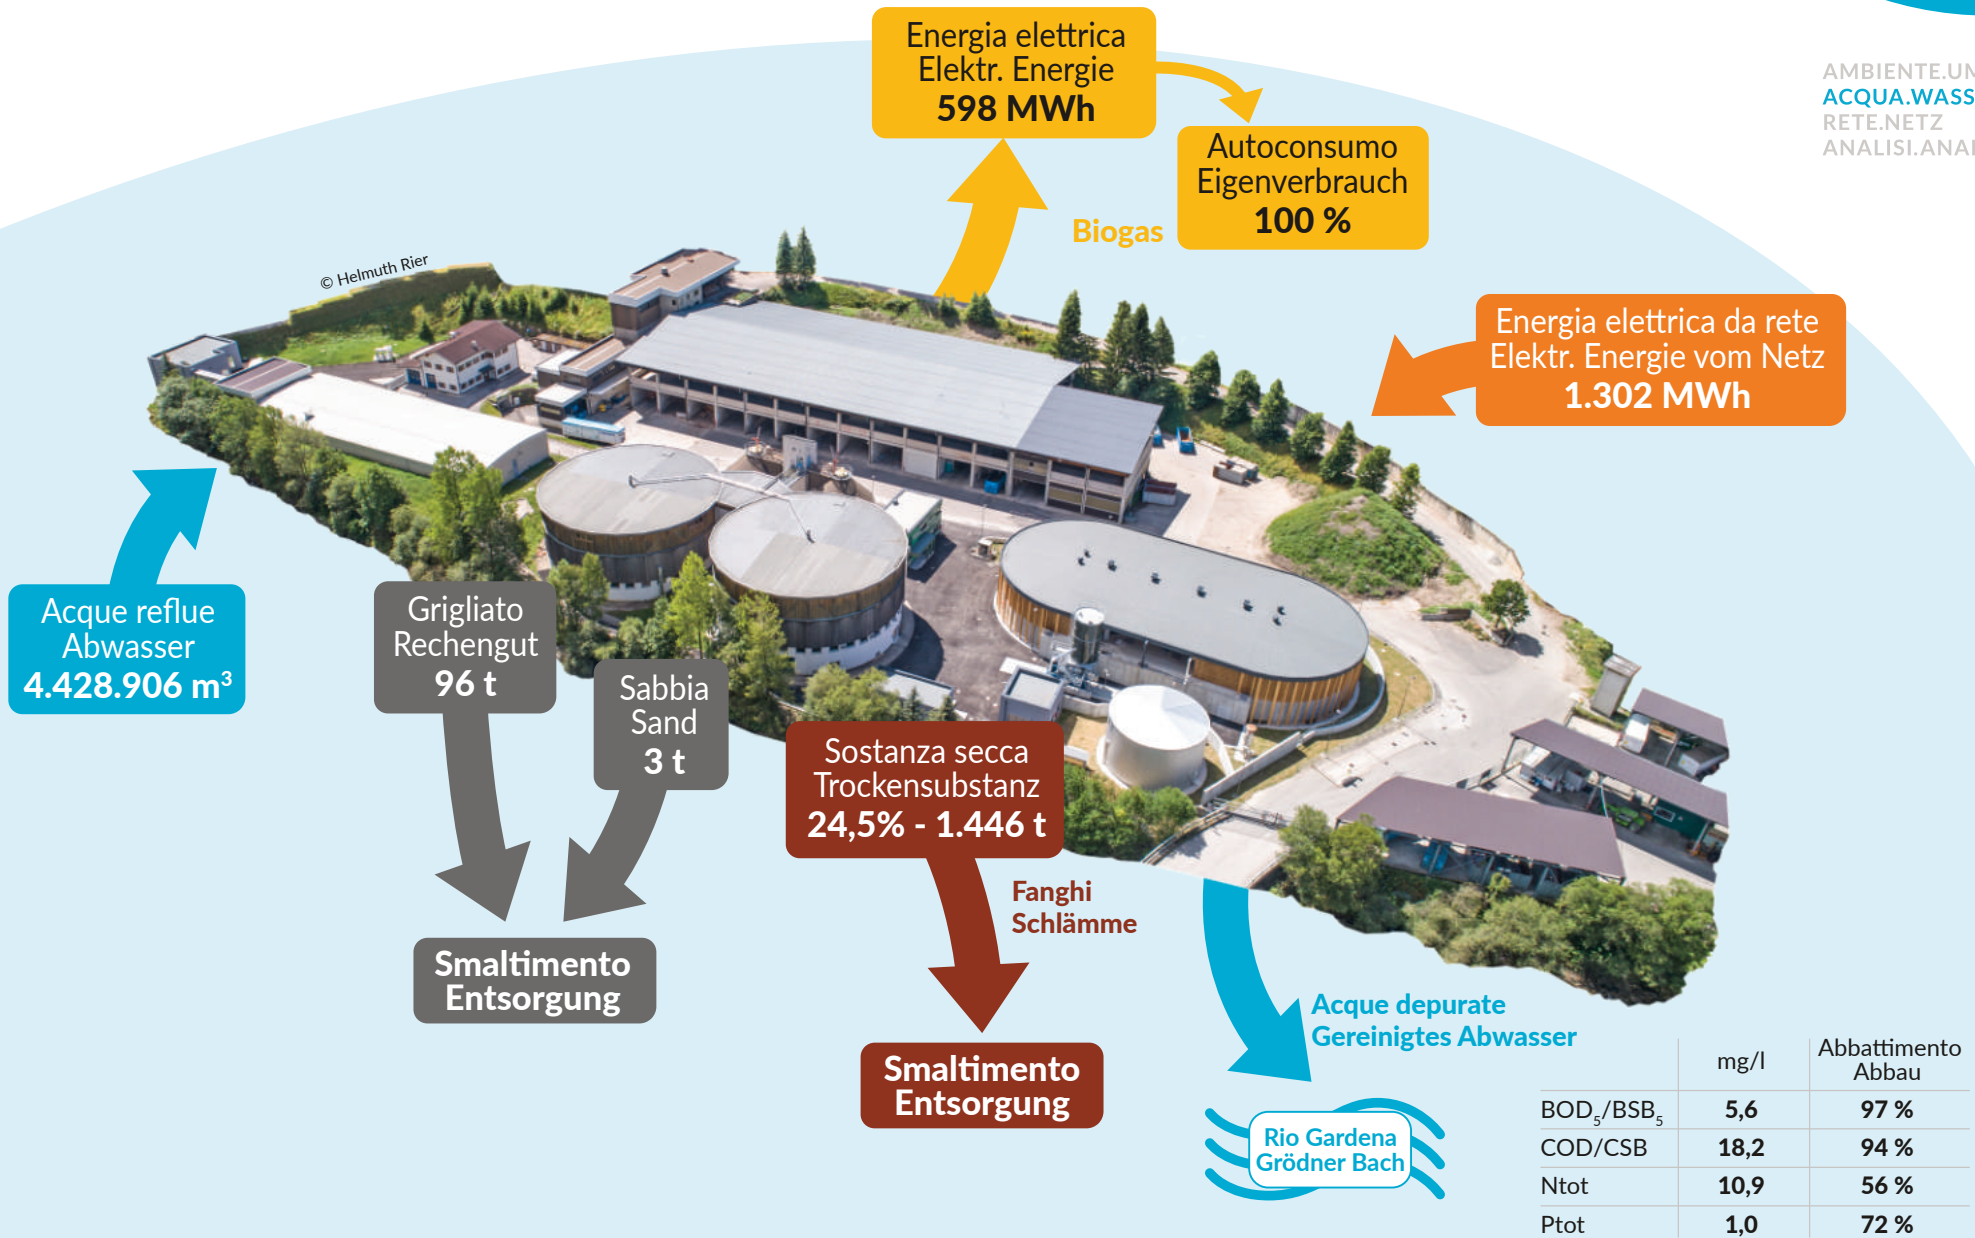 Energia elettrica
Elektr. Energie
598 MWh
Autoconsumo
Eigenverbrauch
100 %
Biogas
AMBIENTE.UM
ACQUA.WASS
RETE.NETZ
ANALISI.ANAL
© Helmuth Rier
Energia elettrica da rete
Elektr. Energie vom Netz
1.302 MWh
Acque reflue
Abwasser
4.428.906 m³
Grigliato
Rechengut
96 t
Sabbia
Sand
3 t
Smaltimento
Entsorgung
Sostanza secca
Trockensubstanz
24,5% - 1.446 t
Fanghi
Schlämme
Smaltimento
Entsorgung
Acque depurate
Gereinigtes Abwasser
Rio Gardena
Grödner Bach
mg/l Abbattimento
Abbau
BOD₅/BSB₅ 5,6 97 %
COD/CSB 18,2 94 %
Ntot 10,9 56 %
Ptot 1,0 72 %